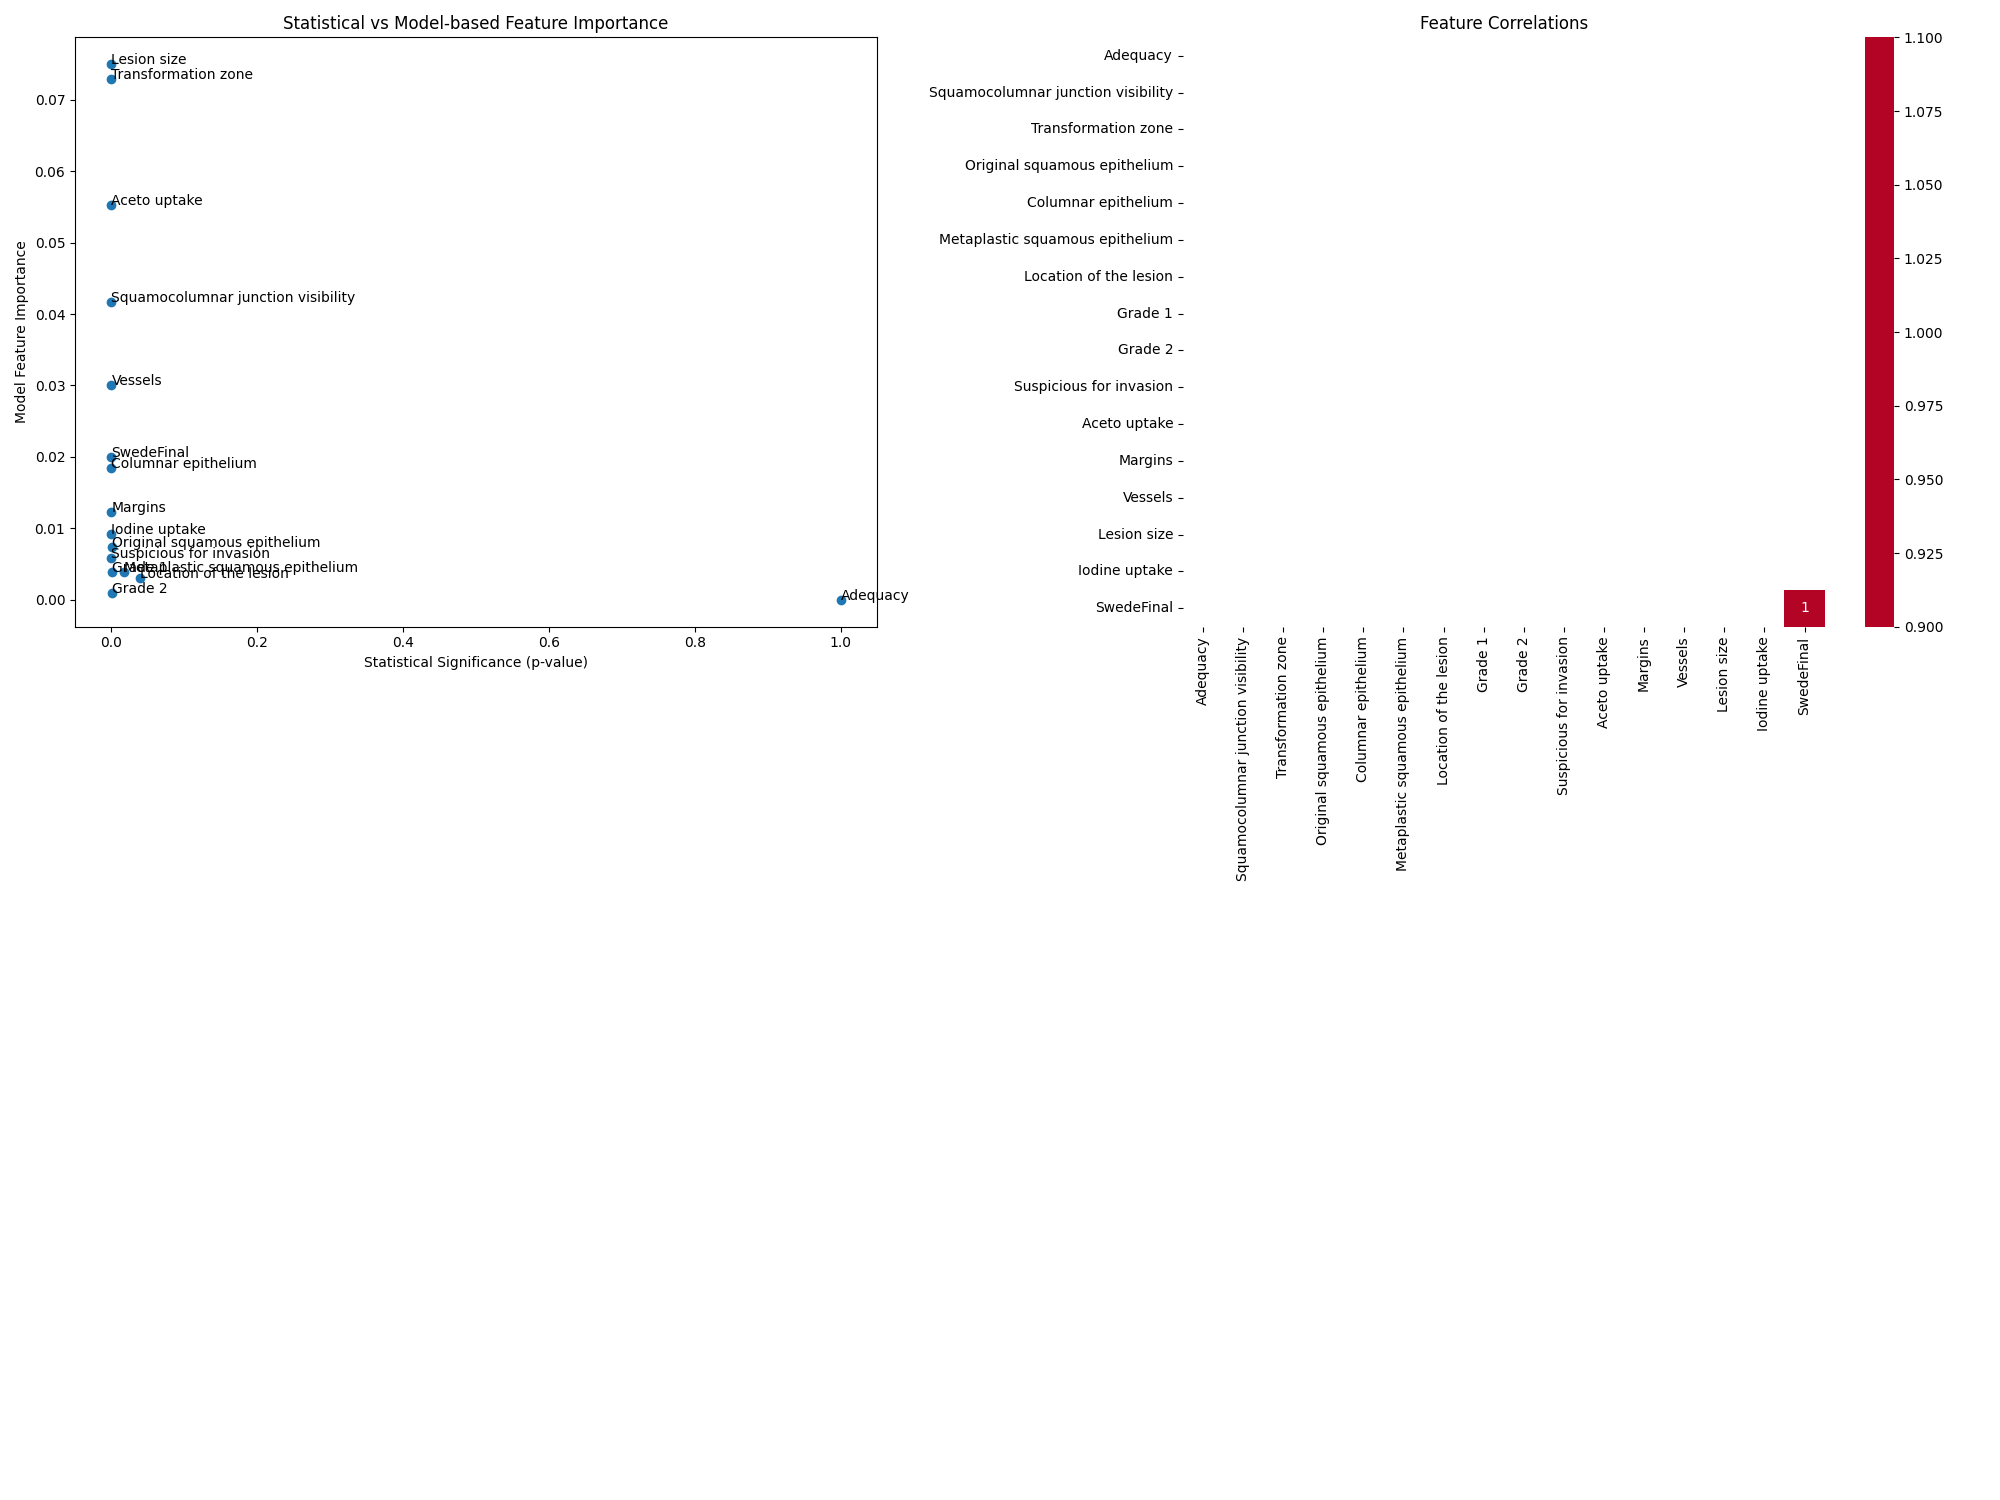 Statistical vs Model-based Feature Importance
Model Feature Importance
0.07
0.06
0.05
0.04
0.03
0.02
0.01
0.00
Lesion size
Transformation zone
Aceto uptake
Squamocolumnar junction visibility
Vessels
SwedeFinal
Columnar epithelium
Margins
Iodine uptake
Original squamous epithelium
Suspicious for invasion
Grade 1
Metaplastic squamous epithelium
Location of the lesion
Grade 2
Adequacy
0.0 0.2 0.4 0.6 0.8 1.0
Statistical Significance (p-value)
Feature Correlations
Adequacy
Squamocolumnar junction visibility
Transformation zone
Original squamous epithelium
Columnar epithelium
Metaplastic squamous epithelium
Location of the lesion
Grade 1
Grade 2
Suspicious for invasion
Aceto uptake
Margins
Vessels
Lesion size
Iodine uptake
SwedeFinal
1
Adequacy
Squamocolumnar junction visibility
Transformation zone
Original squamous epithelium
Columnar epithelium
Metaplastic squamous epithelium
Location of the lesion
Grade 1
Grade 2
Suspicious for invasion
Aceto uptake
Margins
Vessels
Lesion size
Iodine uptake
SwedeFinal
1.100
1.075
1.050
1.025
1.000
0.975
0.950
0.925
0.900